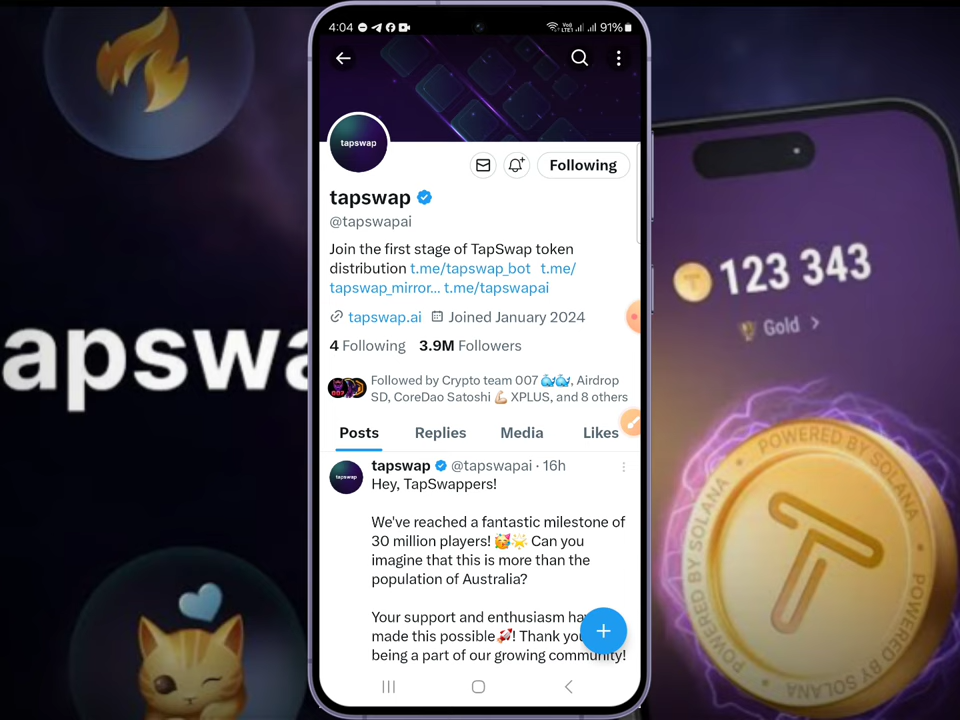 4:04
Vo)
LTE1
91%
tapswap
Following
tapswap
@tapswapai
Join the first stage of TapSwap token
distribution t.me/tapswap_bot t.me/
tapswap_mirror... t.me/tapswapai
tapswap.ai Joined January 2024
4 Following 3.9M Followers
Followed by Crypto team 007 🐳🐳, Airdrop
SD, CoreDao Satoshi 💪🏻 XPLUS, and 8 others
Posts Replies Media Likes
tapswap
tapswap @tapswapai · 16h
Hey, TapSwappers!
We've reached a fantastic milestone of
30 million players! 🥳🌟 Can you
imagine that this is more than the
population of Australia?
Your support and enthusiasm ha
made this possible 🚀! Thank you
being a part of our growing community!
apswa
123 343
Gold >
POWERED BY SOLANA
POWERED BY SOLANA
POWERED BY SOLANA